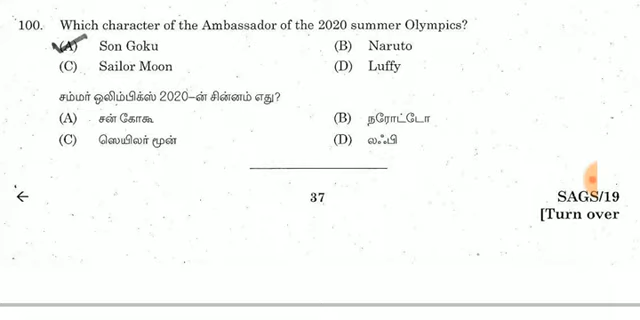 100. Which character of the Ambassador of the 2020 summer Olympics?
(A) Son Goku (B) Naruto
(C) Sailor Moon (D) Luffy
சம்மர் ஒலிம்பிக்ஸ் 2020-ன் சின்னம் எது?
(A) சன் கோகூ (B) நரோட்டோ
(C) ஸெயிலர் மூன் (D) லஃபி
← 37 SAGS/19
[Turn over